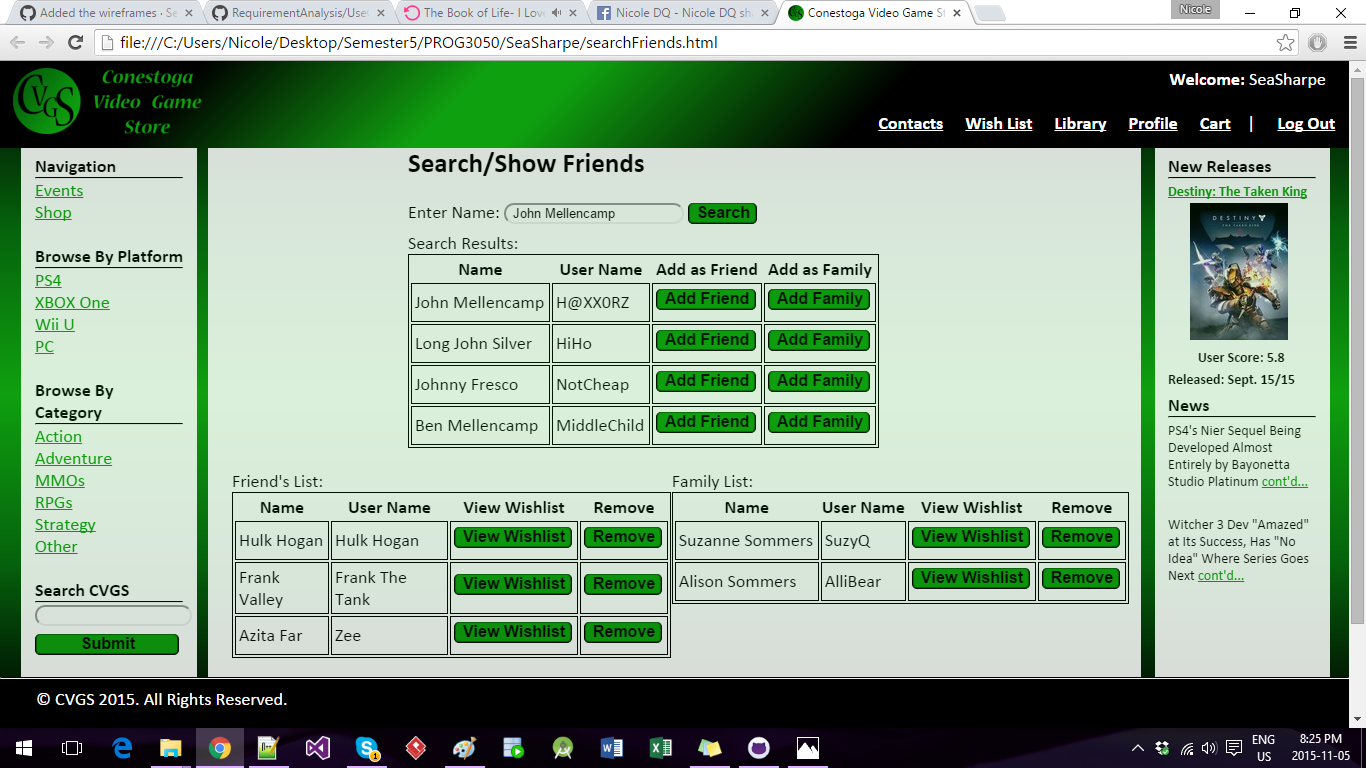 Added the wireframes · Se
RequirementAnalysis/Use
The Book of Life- I Lov
Nicole DQ - Nicole DQ sh
Conestoga Video Game St
Nicole
file:///C:/Users/Nicole/Desktop/Semester5/PROG3050/SeaSharpe/searchFriends.html
CVGS
Conestoga
Video Game
Store
Welcome: SeaSharpe
Contacts Wish List Library Profile Cart | Log Out
Navigation
Events
Shop
Browse By Platform
PS4
XBOX One
Wii U
PC
Browse By
Category
Action
Adventure
MMOs
RPGs
Strategy
Other
Search CVGS
Submit
Search/Show Friends
Enter Name: John Mellencamp Search
Search Results:
Name User Name Add as Friend Add as Family
John Mellencamp H@XX0RZ Add Friend Add Family
Long John Silver HiHo Add Friend Add Family
Johnny Fresco NotCheap Add Friend Add Family
Ben Mellencamp MiddleChild Add Friend Add Family
Friend's List:
Name User Name View Wishlist Remove
Hulk Hogan Hulk Hogan View Wishlist Remove
Frank Valley Frank The Tank View Wishlist Remove
Azita Far Zee View Wishlist Remove
Family List:
Name User Name View Wishlist Remove
Suzanne Sommers SuzyQ View Wishlist Remove
Alison Sommers AlliBear View Wishlist Remove
New Releases
Destiny: The Taken King
DESTINY
THE TAKEN KING
User Score: 5.8
Released: Sept. 15/15
News
PS4's Nier Sequel Being
Developed Almost
Entirely by Bayonetta
Studio Platinum cont'd...
Witcher 3 Dev "Amazed"
at Its Success, Has "No
Idea" Where Series Goes
Next cont'd...
© CVGS 2015. All Rights Reserved.
1
ENG
US
8:25 PM
2015-11-05